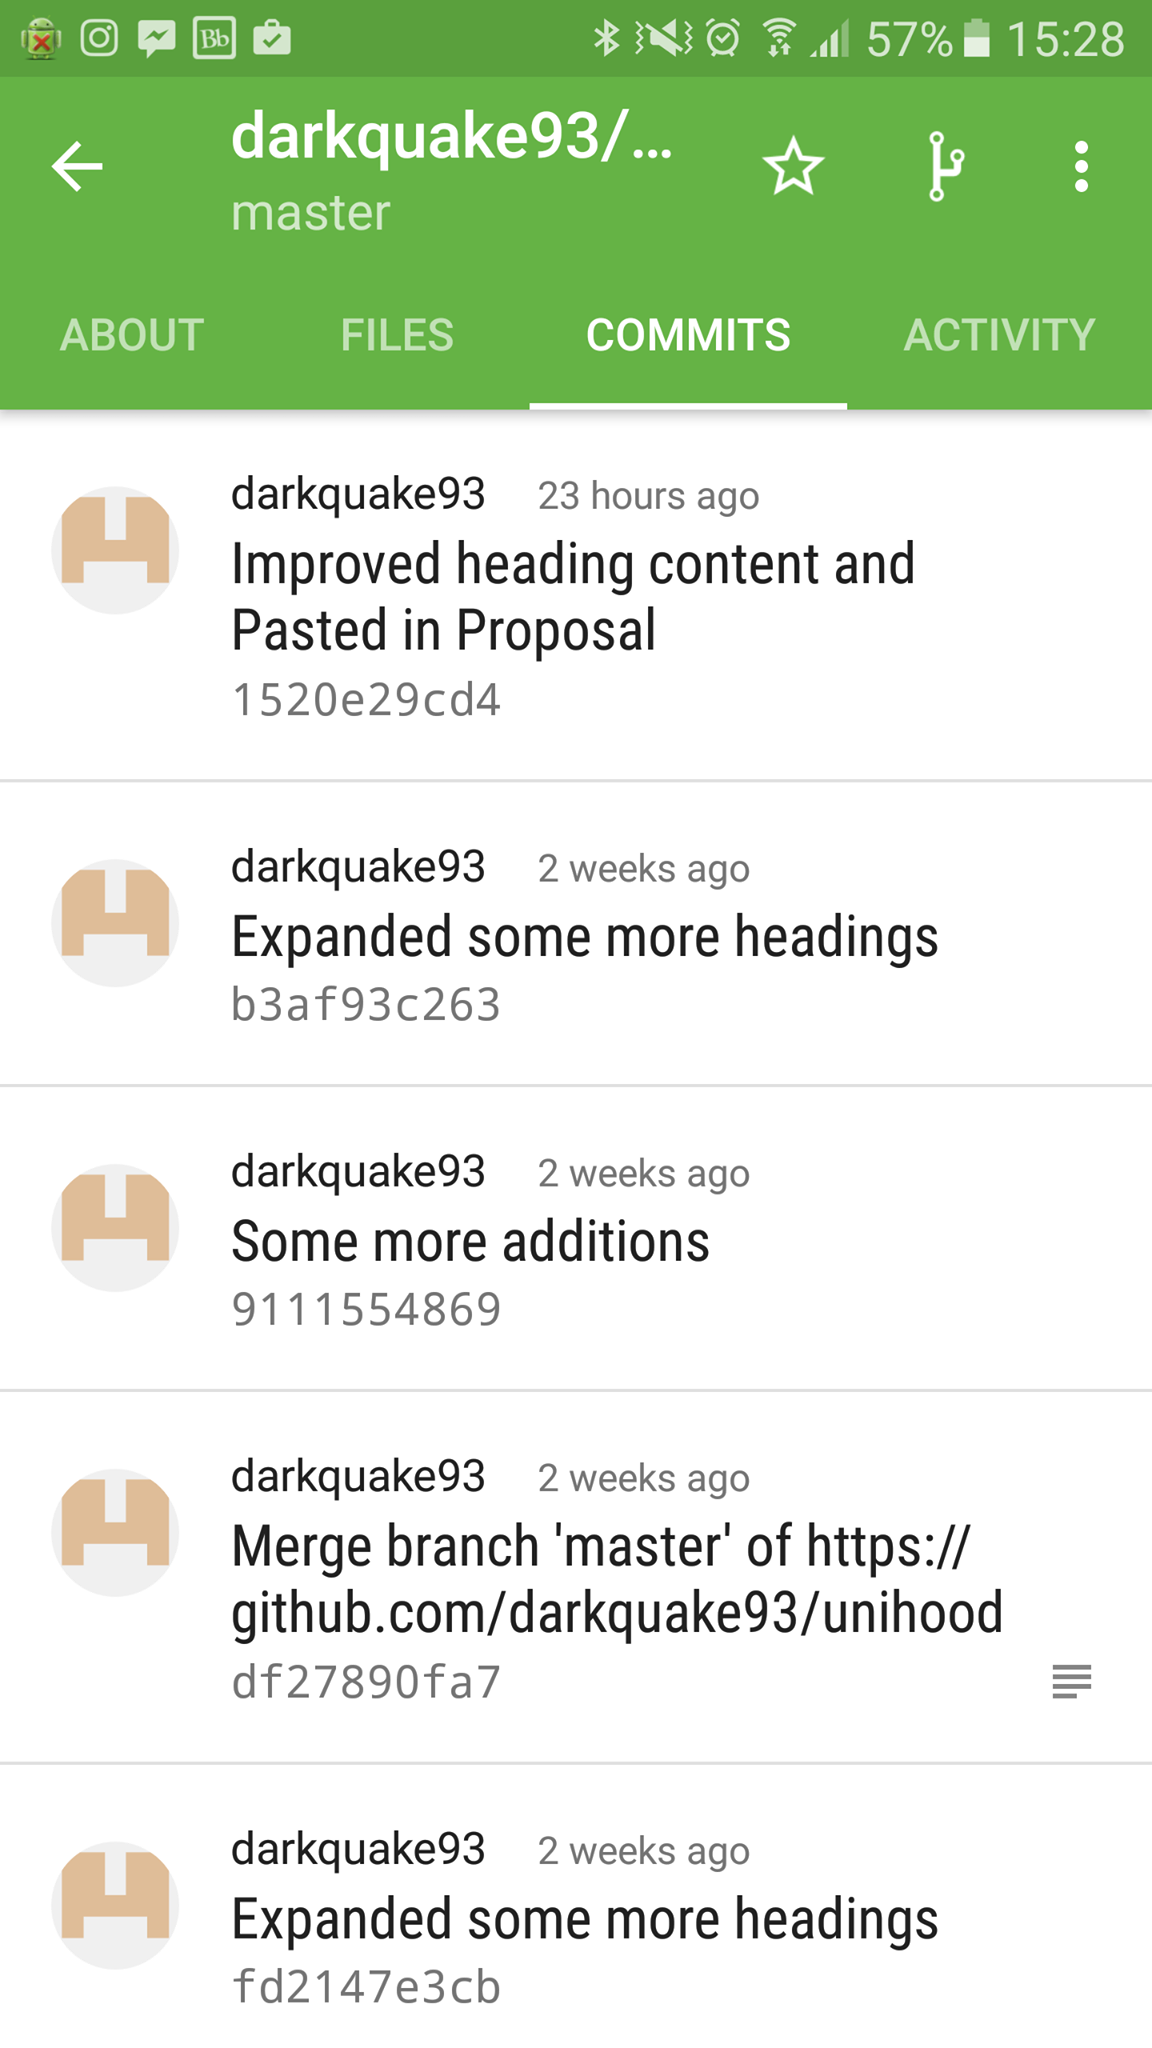 Bb
57%
15:28
darkquake93/...
master
ABOUT
FILES
COMMITS
ACTIVITY
darkquake93 23 hours ago
Improved heading content and
Pasted in Proposal
1520e29cd4
darkquake93 2 weeks ago
Expanded some more headings
b3af93c263
darkquake93 2 weeks ago
Some more additions
9111554869
darkquake93 2 weeks ago
Merge branch 'master' of https://
github.com/darkquake93/unihood
df27890fa7
darkquake93 2 weeks ago
Expanded some more headings
fd2147e3cb